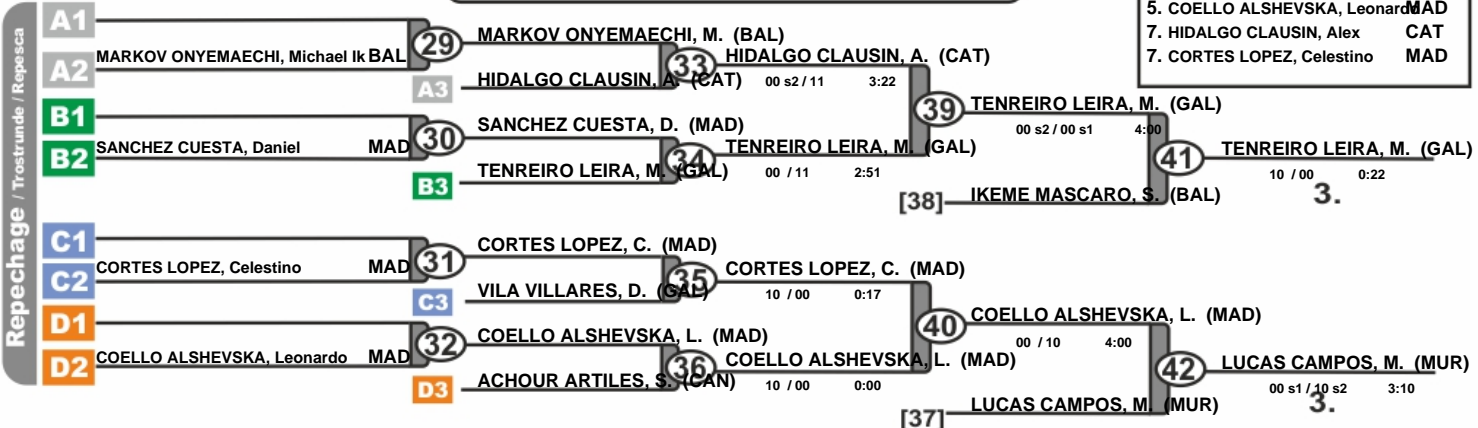 5. COELLO ALSHEVSKA, Leonardo MAD
7. HIDALGO CLAUSIN, Alex CAT
7. CORTES LOPEZ, Celestino MAD
Repechage / Trostrunde / Repesca
A1
A2
MARKOV ONYEMAECHI, Michael Ik BAL
B1
B2
SANCHEZ CUESTA, Daniel MAD
C1
C2
CORTES LOPEZ, Celestino MAD
D1
D2
COELLO ALSHEVSKA, Leonardo MAD
29
MARKOV ONYEMAECHI, M. (BAL)
A3
HIDALGO CLAUSIN, A. (CAT)
30
SANCHEZ CUESTA, D. (MAD)
B3
TENREIRO LEIRA, M. (GAL)
31
CORTES LOPEZ, C. (MAD)
C3
VILA VILLARES, D. (GAL)
32
COELLO ALSHEVSKA, L. (MAD)
D3
ACHOUR ARTILES, S. (CAN)
33
HIDALGO CLAUSIN, A. (CAT)
00 s2 / 11 3:22
34
TENREIRO LEIRA, M. (GAL)
00 / 11 2:51
35
CORTES LOPEZ, C. (MAD)
10 / 00 0:17
36
COELLO ALSHEVSKA, L. (MAD)
10 / 00 0:00
39
TENREIRO LEIRA, M. (GAL)
00 s2 / 00 s1 4:00
[38]
IKEME MASCARO, S. (BAL)
40
COELLO ALSHEVSKA, L. (MAD)
00 / 10 4:00
[37]
LUCAS CAMPOS, M. (MUR)
41
TENREIRO LEIRA, M. (GAL)
10 / 00 0:22
3.
42
LUCAS CAMPOS, M. (MUR)
00 s1 / 10 s2 3:10
3.